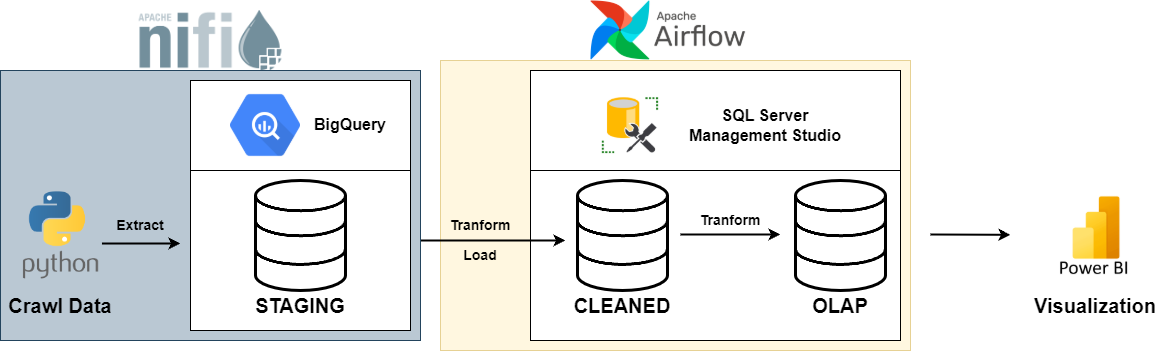 APACHE
nifi
Apache
Airflow
BigQuery
SQL Server
Management Studio
python
Crawl Data
Extract
STAGING
Tranform
Load
CLEANED
Tranform
OLAP
Power BI
Visualization